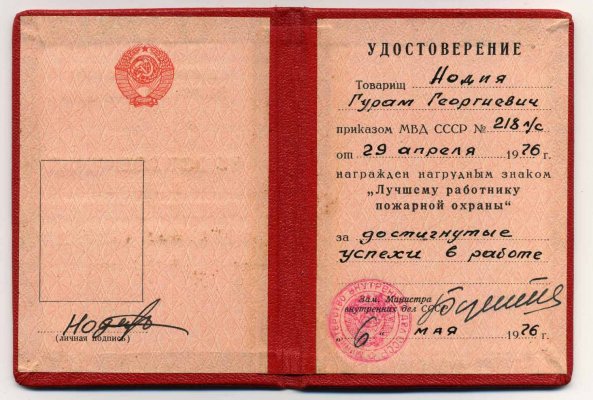 (личная подпись)
УДОСТОВЕРЕНИЕ
Товарищ Нодия
Гурам Георгиевич
приказом МВД СССР № 218 л/с
от 29 апреля 1976 г.
награжден нагрудным знаком
„Лучшему работнику
пожарной охраны“
за достигнутые
успехи в работе
Зам. Министра
внутренних дел СССР
6 мая 1976 г.